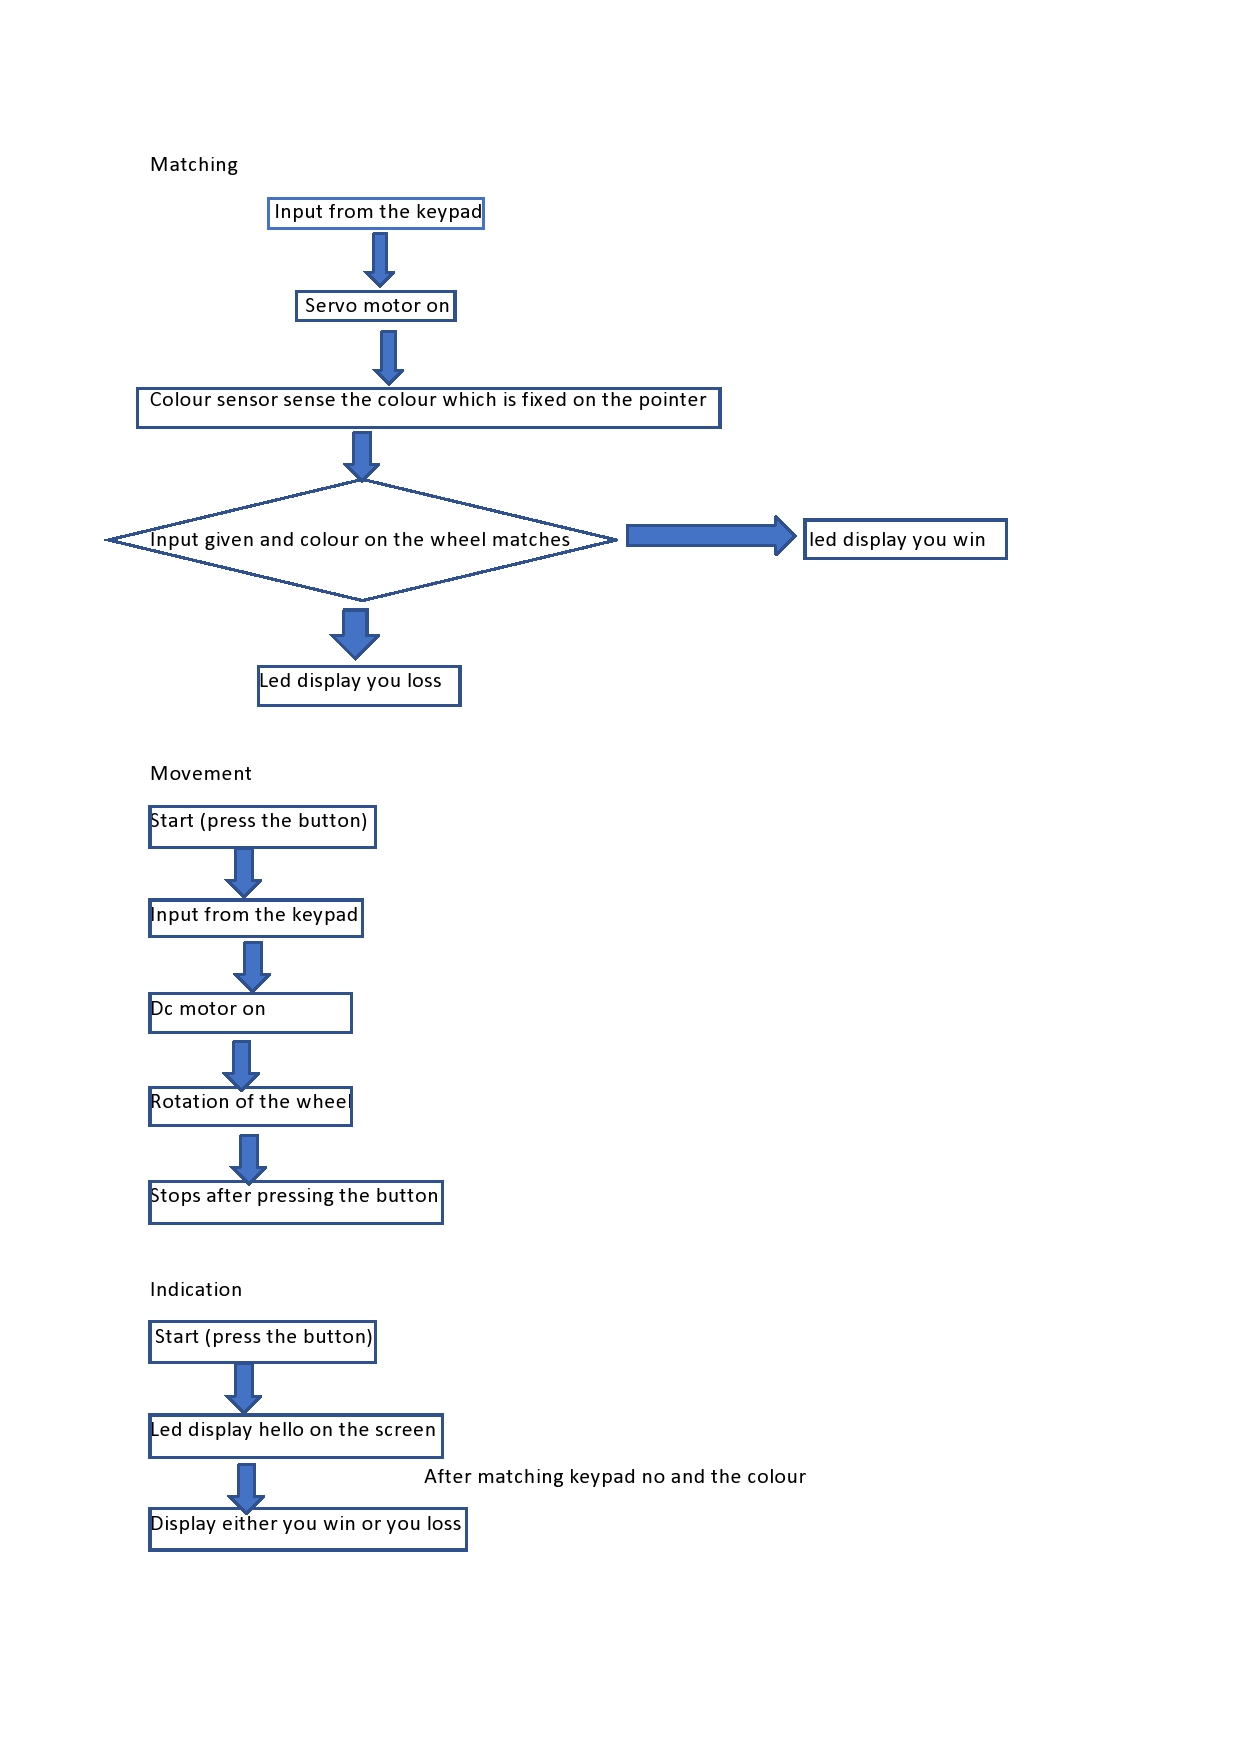 Matching
Input from the keypad
Servo motor on
Colour sensor sense the colour which is fixed on the pointer
Input given and colour on the wheel matches
led display you win
Led display you loss
Movement
Start (press the button)
Input from the keypad
Dc motor on
Rotation of the wheel
Stops after pressing the button
Indication
Start (press the button)
Led display hello on the screen
After matching keypad no and the colour
Display either you win or you loss